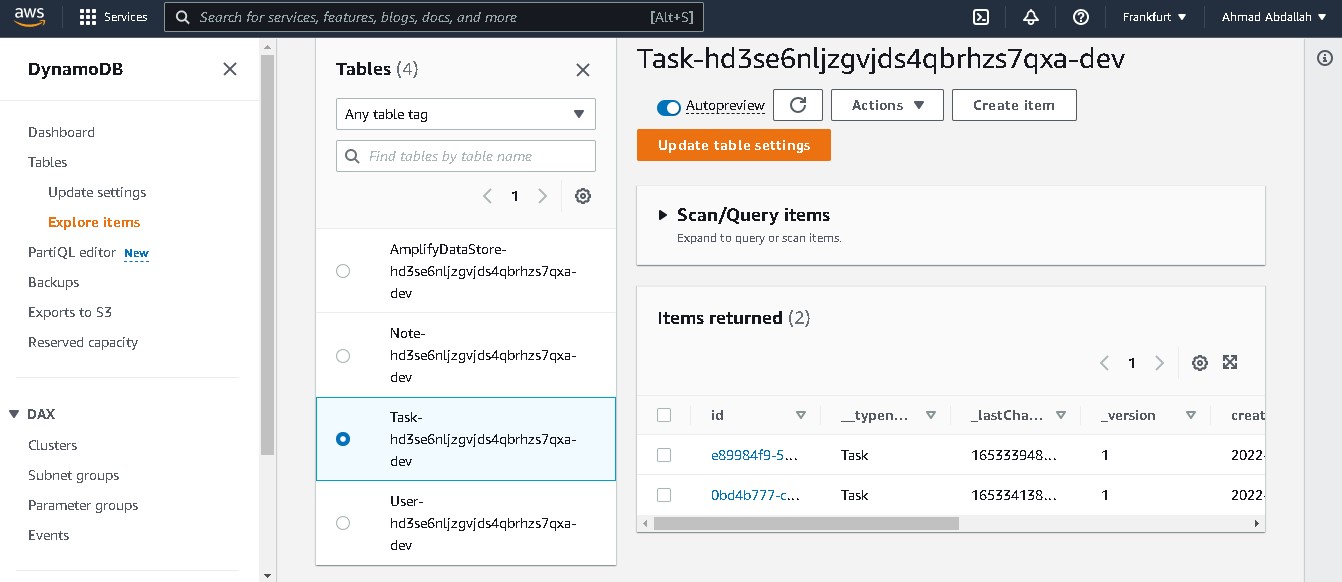 aws
Services
Search for services, features, blogs, docs, and more
[Alt+S]
Frankfurt
Ahmad Abdallah
DynamoDB
Dashboard
Tables
Update settings
Explore items
PartiQL editor New
Backups
Exports to S3
Reserved capacity
DAX
Clusters
Subnet groups
Parameter groups
Events
Tables (4)
Any table tag
Find tables by table name
1
AmplifyDataStore-
hd3se6nljzgvjds4qbrhzs7qxa-
dev
Note-
hd3se6nljzgvjds4qbrhzs7qxa-
dev
Task-
hd3se6nljzgvjds4qbrhzs7qxa-
dev
User-
hd3se6nljzgvjds4qbrhzs7qxa-
dev
Task-hd3se6nljzgvjds4qbrhzs7qxa-dev
Autopreview
Actions
Create item
Update table settings
Scan/Query items
Expand to query or scan items.
Items returned (2)
1
id __typen... _lastCha... _version creat
e89984f9-5... Task 165333948... 1 2022-
0bd4b777-c... Task 165334138... 1 2022-